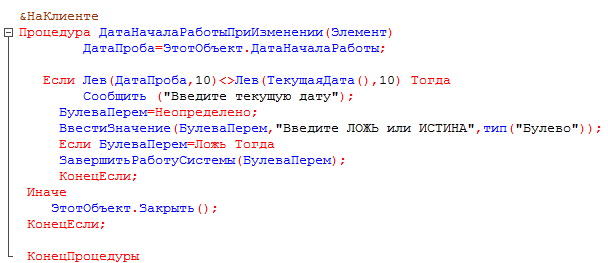 &НаКлиенте
Процедура ДатаНачалаРаботыПриИзменении(Элемент)
ДатаПроба=ЭтотОбъект.ДатаНачалаРаботы;
Если Лев(ДатаПроба,10)<>Лев(ТекущаяДата(),10) Тогда
Сообщить ("Введите текущую дату");
БулеваПерем=Неопределено;
ВвестиЗначение(БулеваПерем,"Введите ЛОЖЬ или ИСТИНА",тип("Булево"));
Если БулеваПерем=Ложь Тогда
ЗавершитьРаботуСистемы(БулеваПерем);
КонецЕсли;
Иначе
ЭтотОбъект.Закрыть();
КонецЕсли;
КонецПроцедуры